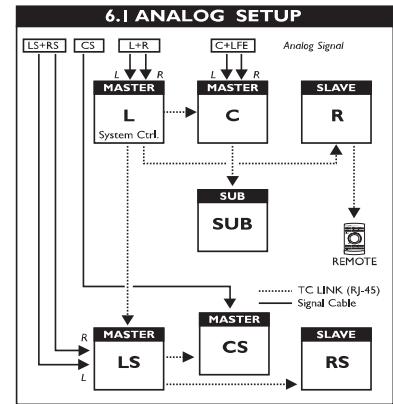 6.1 ANALOG SETUP
LS+RS CS L+R C+LFE Analog Signal
L R L R
MASTER MASTER SLAVE
L C R
System Ctrl.
SUB
SUB
REMOTE
TC LINK (RJ-45)
Signal Cable
MASTER MASTER SLAVE
R
LS CS RS
L